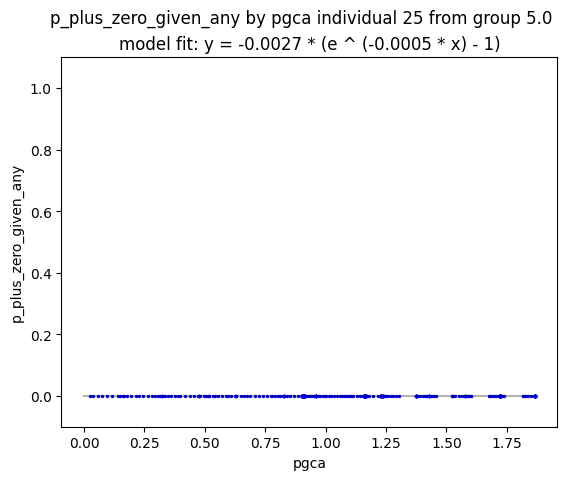 p_plus_zero_given_any by pgca individual 25 from group 5.0
model fit: y = -0.0027 * (e ^ (-0.0005 * x) - 1)
1.0
0.8
0.6
0.4
0.2
0.0
p_plus_zero_given_any
0.00 0.25 0.50 0.75 1.00 1.25 1.50 1.75
pgca